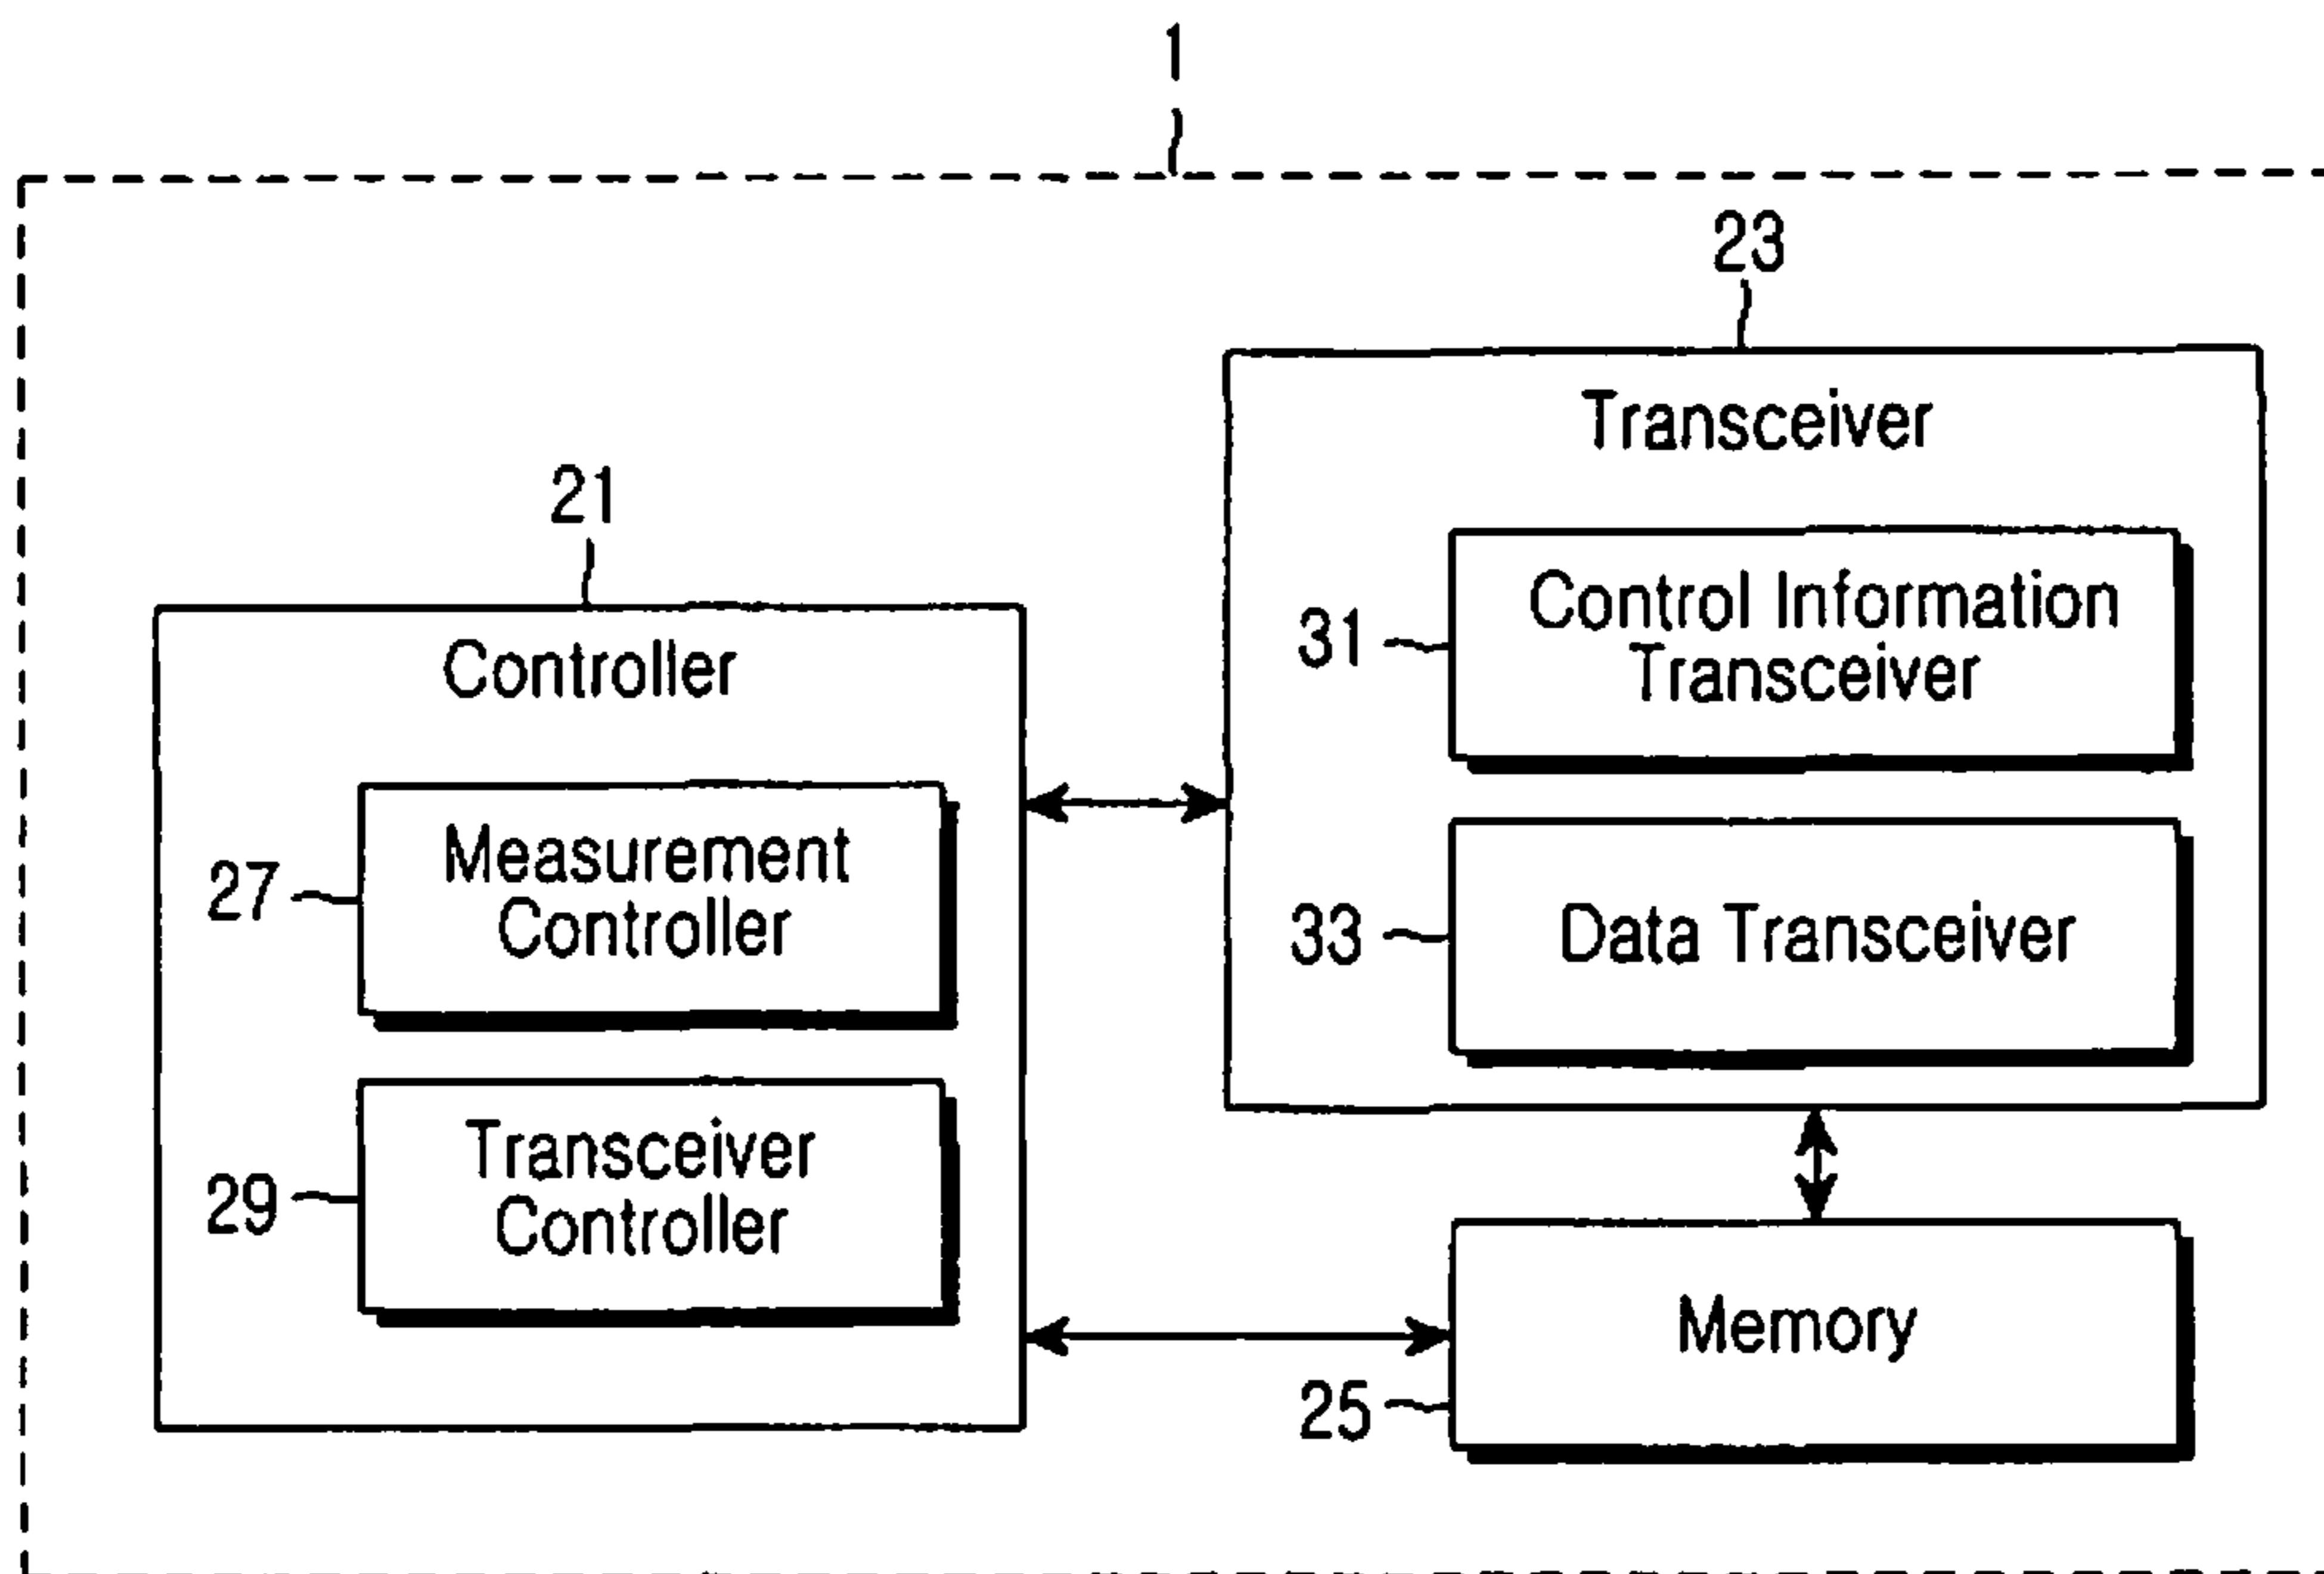 1
23
Transceiver
31
Control Information
Transceiver
33
Data Transceiver
21
Controller
27
Measurement
Controller
29
Transceiver
Controller
Memory
25